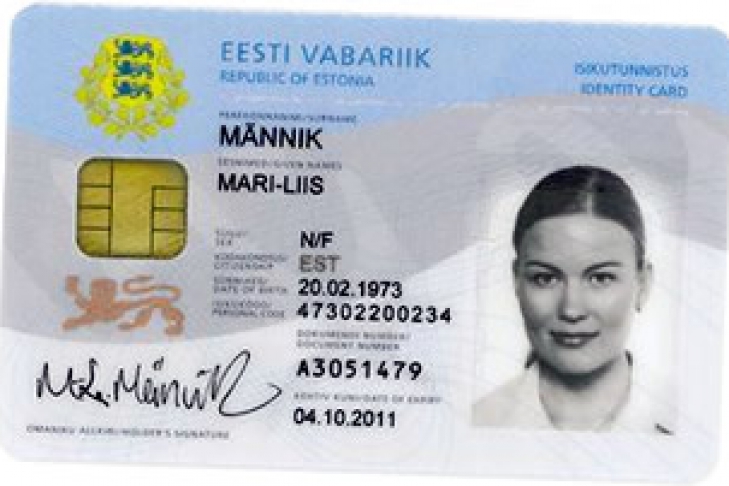 EESTI VABARIIK
REPUBLIC OF ESTONIA
ISIKUTUNNISTUS
IDENTITY CARD
PEREKONNANIMI/SURNAME
MÄNNIK
EESNIMED/GIVEN NAMES
MARI-LIIS
SUGU/
SEX
N/F
KODAKONDSUS/
CITIZENSHIP
EST
SÜNNIAEG/
DATE OF BIRTH
20.02.1973
ISIKUKOOD/
PERSONAL CODE
47302200234
DOKUMENDI NUMBER/
DOCUMENT NUMBER
A3051479
KEHTIV KUNI/DATE OF EXPIRY
04.10.2011
M.L. Männik
OMANIKU ALLKIRI/HOLDER'S SIGNATURE